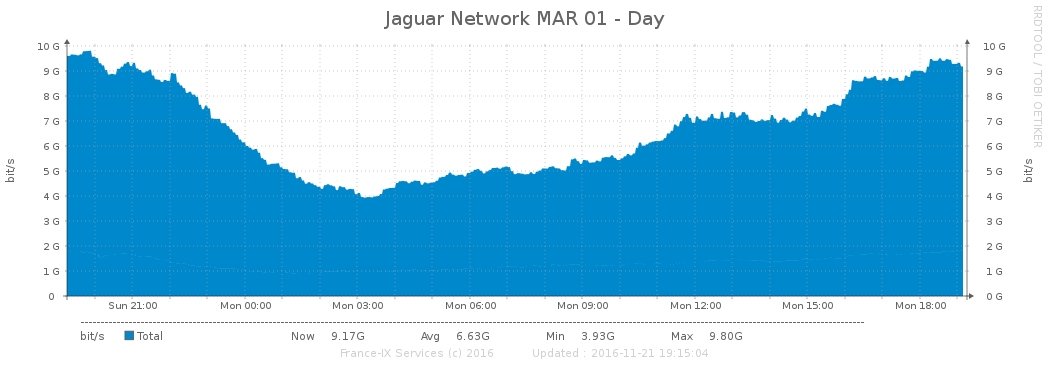 Jaguar Network MAR 01 - Day
RRDTOOL / TOBI OETIKER
bit/s
bit/s
10 G 10 G
9 G 9 G
8 G 8 G
7 G 7 G
6 G 6 G
5 G 5 G
4 G 4 G
3 G 3 G
2 G 2 G
1 G 1 G
0 0 G
Sun 21:00 Mon 00:00 Mon 03:00 Mon 06:00 Mon 09:00 Mon 12:00 Mon 15:00 Mon 18:00
bit/s Total Now 9.17G Avg 6.63G Min 3.93G Max 9.80G
France-IX Services (c) 2016 Updated : 2016-11-21 19:15:04